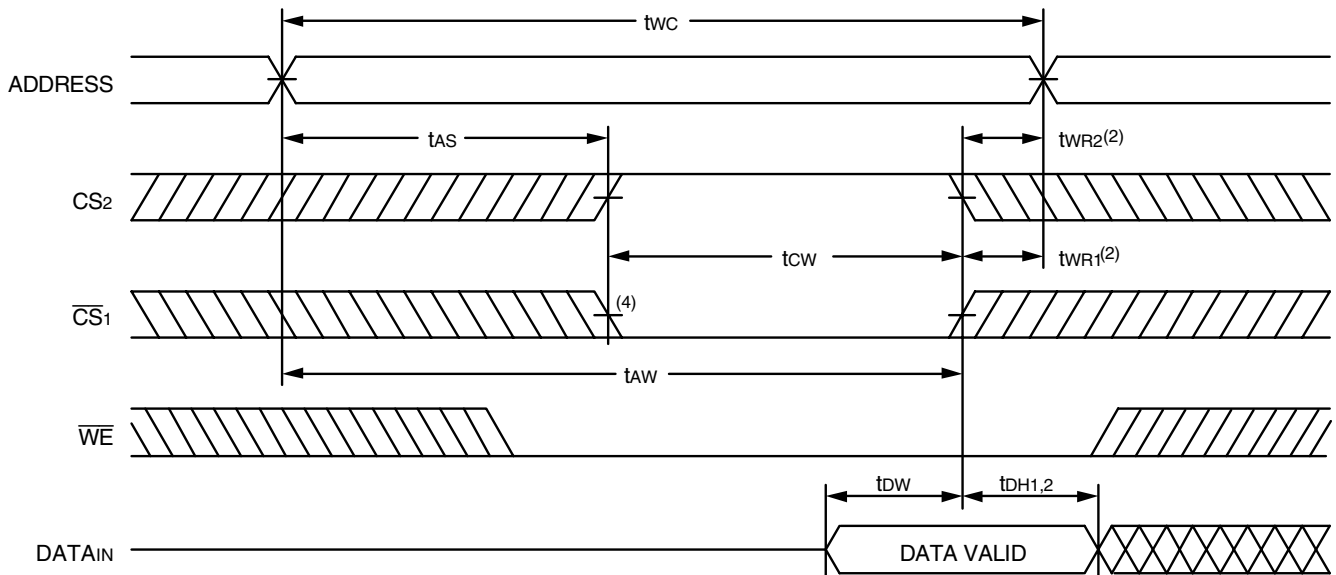 tWC
ADDRESS
tAS
tWR2(2)
CS2
tCW
tWR1(2)
CS1
(4)
tAW
WE
tDW
tDH1,2
DATAIN
DATA VALID